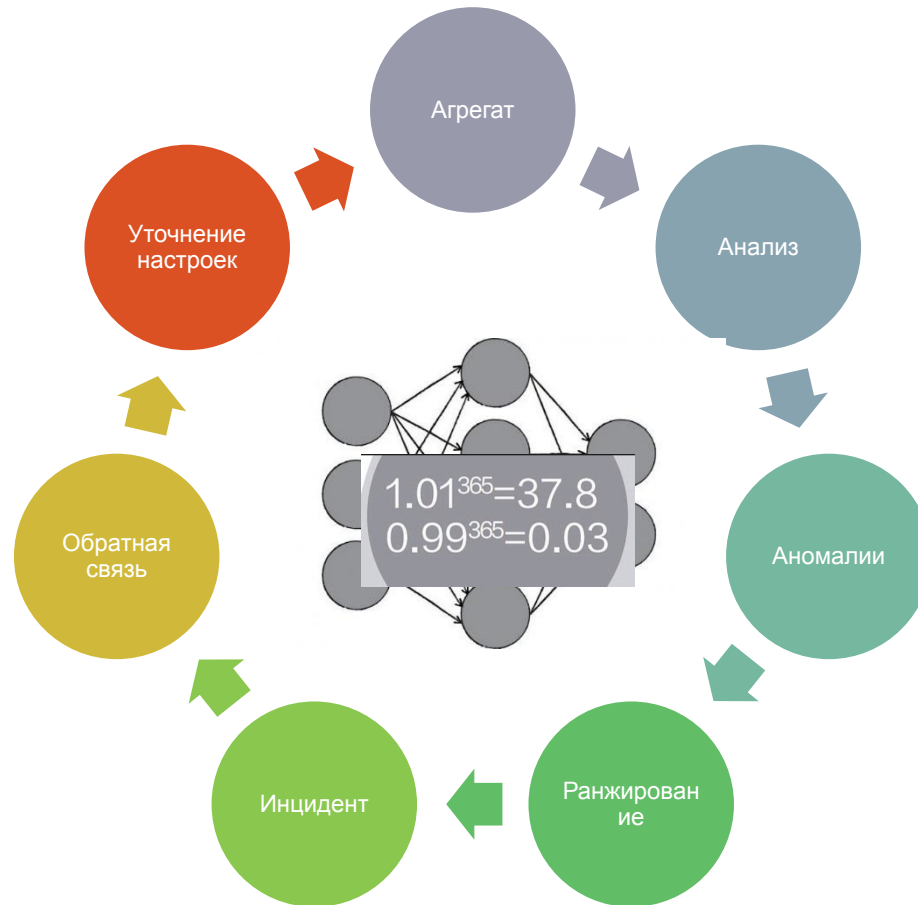 Агрегат
Анализ
Аномалии
Ранжирован
ие
Инцидент
Обратная
связь
Уточнение
настроек
1.01³⁶⁵=37.8
0.99³⁶⁵=0.03